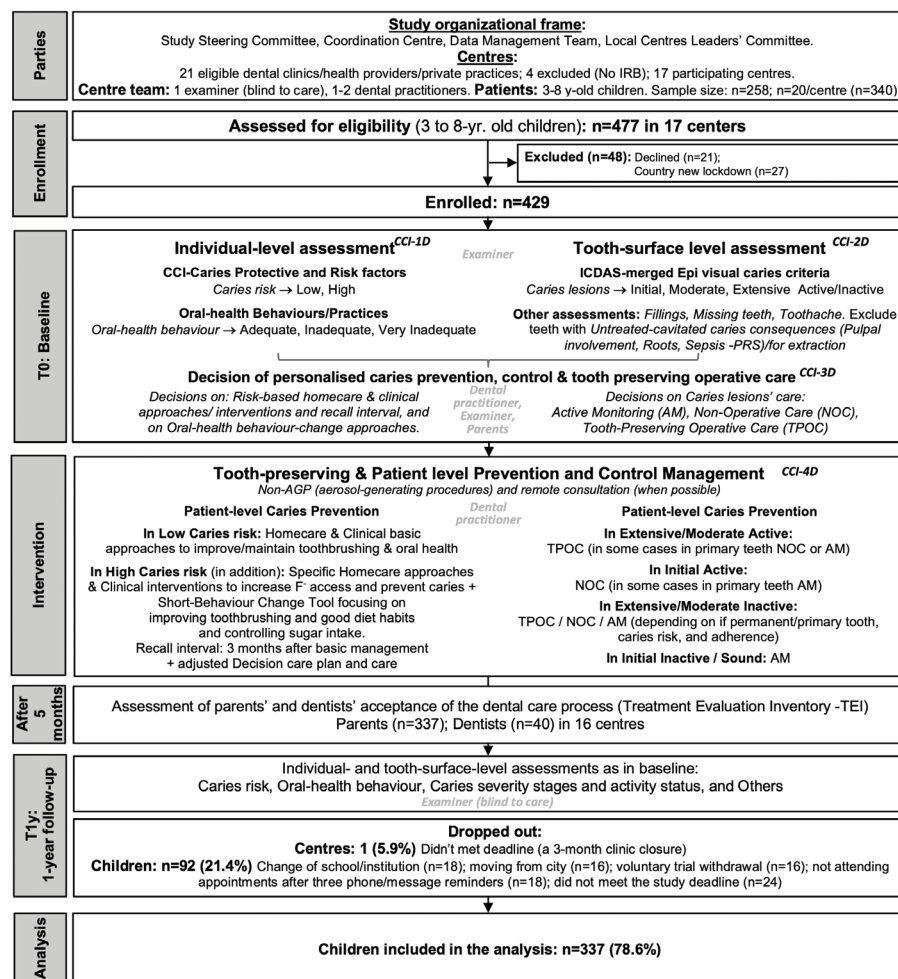 Parties
Study organizational frame:
Study Steering Committee, Coordination Centre, Data Management Team, Local Centres Leaders' Committee.
Centres:
21 eligible dental clinics/health providers/private practices; 4 excluded (No IRB); 17 participating centres.
Centre team: 1 examiner (blind to care), 1-2 dental practitioners. Patients: 3-8 y-old children. Sample size: n=258; n=20/centre (n=340)
Enrollment
Assessed for eligibility (3 to 8-yr. old children): n=477 in 17 centers
Excluded (n=48): Declined (n=21);
Country new lockdown (n=27)
Enrolled: n=429
T0: Baseline
Individual-level assessment CCI-1D
CCI-Caries Protective and Risk factors
Caries risk → Low, High
Oral-health Behaviours/Practices
Oral-health behaviour → Adequate, Inadequate, Very Inadequate
Examiner
Tooth-surface level assessment CCI-2D
ICDAS-merged Epi visual caries criteria
Caries lesions → Initial, Moderate, Extensive Active/Inactive
Other assessments: Fillings, Missing teeth, Toothache. Exclude
teeth with Untreated-cavitated caries consequences (Pulpal
involvement, Roots, Sepsis -PRS)/for extraction
Decision of personalised caries prevention, control & tooth preserving operative care CCI-3D
Decisions on: Risk-based homecare & clinical
approaches/ interventions and recall interval, and
on Oral-health behaviour-change approaches.
Dental
practitioner,
Examiner,
Parents
Decisions on Caries lesions' care:
Active Monitoring (AM), Non-Operative Care (NOC),
Tooth-Preserving Operative Care (TPOC)
Intervention
Tooth-preserving & Patient level Prevention and Control Management CCI-4D
Non-AGP (aerosol-generating procedures) and remote consultation (when possible)
Patient-level Caries Prevention
In Low Caries risk: Homecare & Clinical basic
approaches to improve/maintain toothbrushing & oral health
In High Caries risk (in addition): Specific Homecare approaches
& Clinical interventions to increase F⁻ access and prevent caries +
Short-Behaviour Change Tool focusing on
improving toothbrushing and good diet habits
and controlling sugar intake.
Recall interval: 3 months after basic management
+ adjusted Decision care plan and care
Dental
practitioner
Patient-level Caries Prevention
In Extensive/Moderate Active:
TPOC (in some cases in primary teeth NOC or AM)
In Initial Active:
NOC (in some cases in primary teeth AM)
In Extensive/Moderate Inactive:
TPOC / NOC / AM (depending on if permanent/primary tooth,
caries risk, and adherence)
In Initial Inactive / Sound: AM
After
5
months
Assessment of parents' and dentists' acceptance of the dental care process (Treatment Evaluation Inventory -TEI)
Parents (n=337); Dentists (n=40) in 16 centres
T1y:
1-year follow-up
Individual- and tooth-surface-level assessments as in baseline:
Caries risk, Oral-health behaviour, Caries severity stages and activity status, and Others
Examiner (blind to care)
Dropped out:
Centres: 1 (5.9%) Didn't met deadline (a 3-month clinic closure)
Children: n=92 (21.4%) Change of school/institution (n=18); moving from city (n=16); voluntary trial withdrawal (n=16); not attending
appointments after three phone/message reminders (n=18); did not meet the study deadline (n=24)
Analysis
Children included in the analysis: n=337 (78.6%)